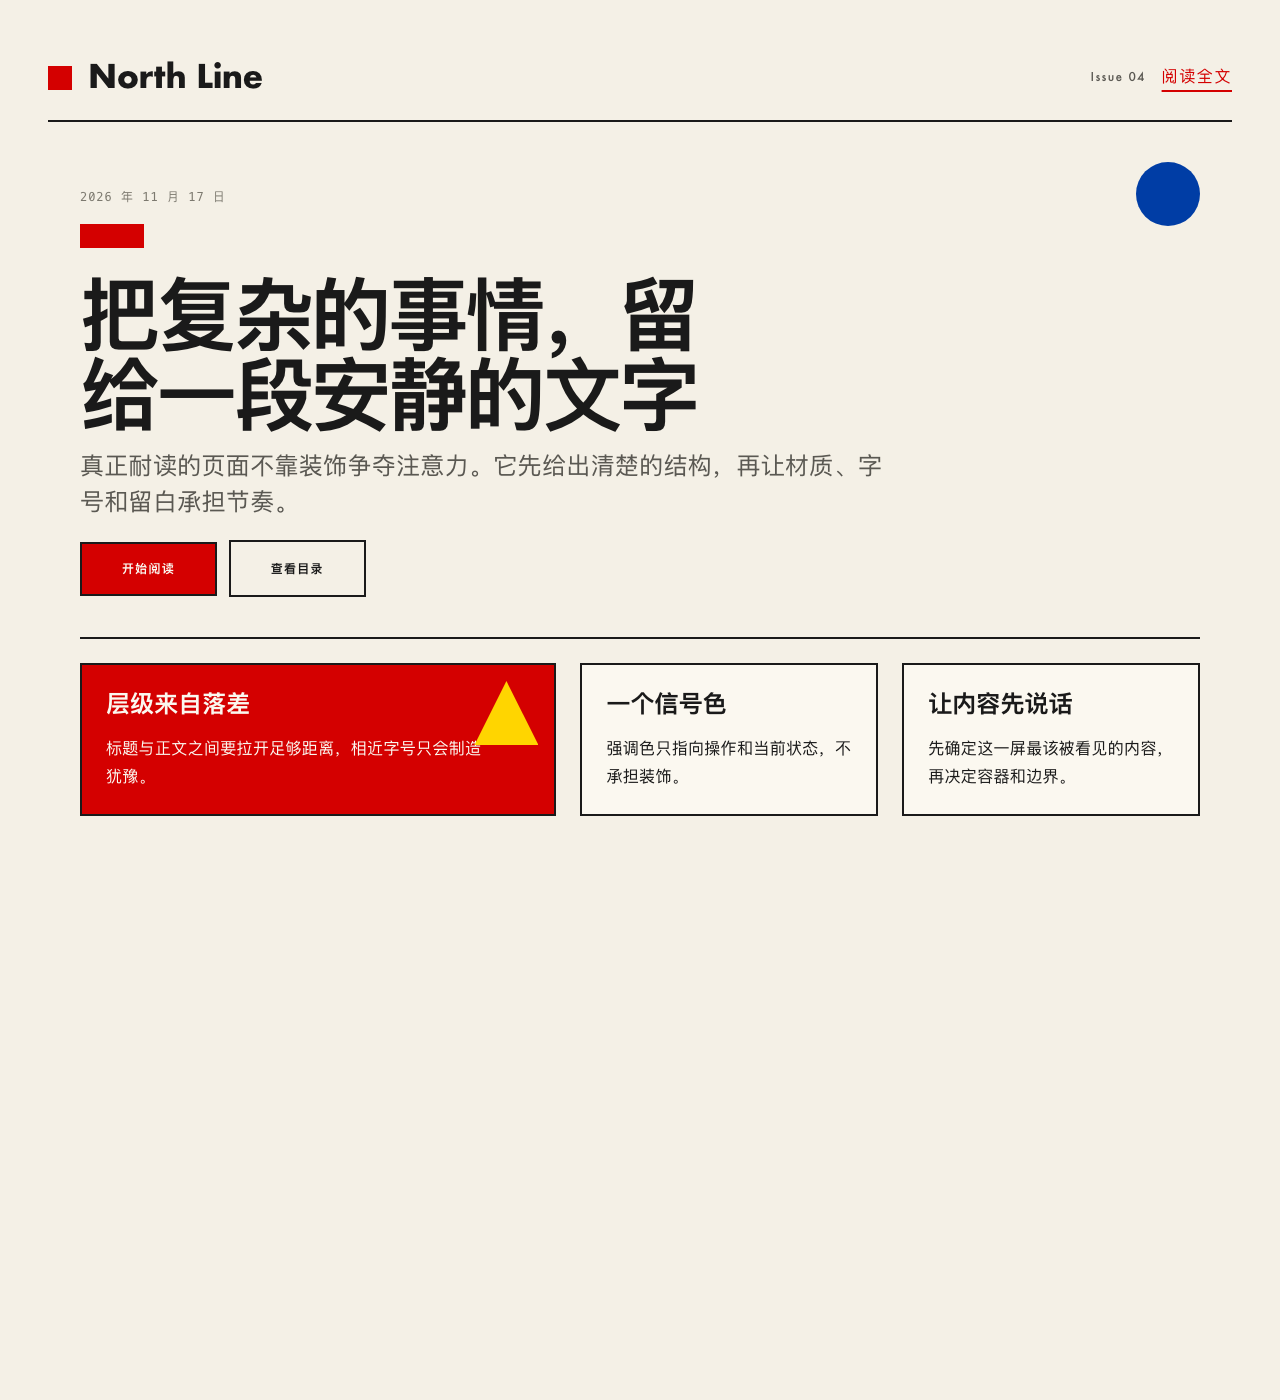 North Line
Issue 04 阅读全文
2026 年 11 月 17 日
把复杂的事情，留
给一段安静的文字
真正耐读的页面不靠装饰争夺注意力。它先给出清楚的结构，再让材质、字
号和留白承担节奏。
开始阅读 查看目录
层级来自落差
标题与正文之间要拉开足够距离，相近字号只会制造
犹豫。
一个信号色
强调色只指向操作和当前状态，不
承担装饰。
让内容先说话
先确定这一屏最该被看见的内容，
再决定容器和边界。